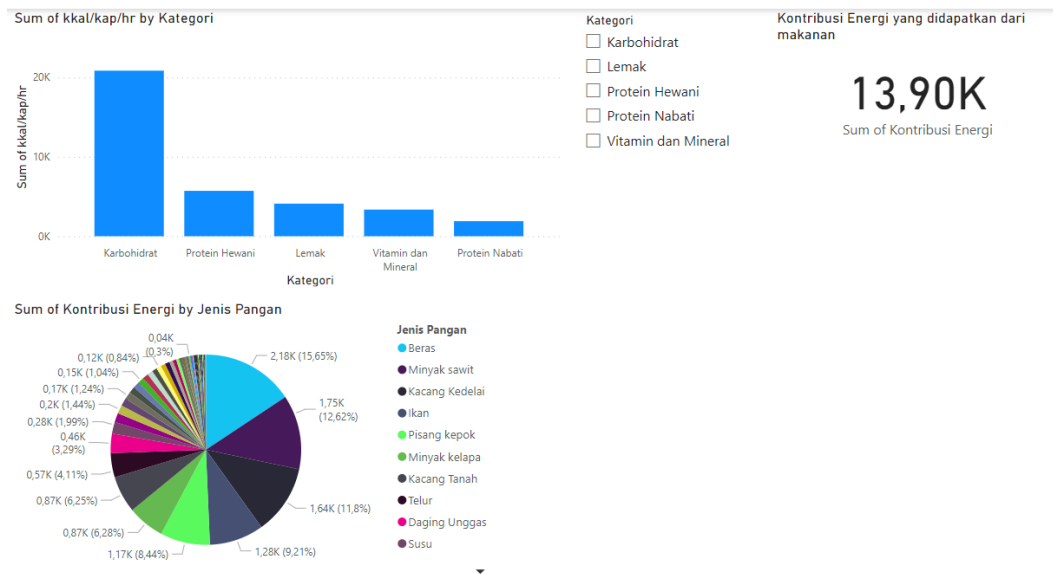 Sum of kkal/kap/hr by Kategori
Sum of kkal/kap/hr
20K
10K
0K
Karbohidrat
Protein Hewani
Lemak
Vitamin dan
Mineral
Protein Nabati
Kategori
Kategori
Karbohidrat
Lemak
Protein Hewani
Protein Nabati
Vitamin dan Mineral
Kontribusi Energi yang didapatkan dari
makanan
13,90K
Sum of Kontribusi Energi
Sum of Kontribusi Energi by Jenis Pangan
2,18K (15,65%)
1,75K
(12,62%)
1,64K (11,8%)
1,28K (9,21%)
1,17K (8,44%)
0,87K (6,28%)
0,87K (6,25%)
0,57K (4,11%)
0,46K
(3,29%)
0,28K (1,99%)
0,2K (1,44%)
0,17K (1,24%)
0,15K (1,04%)
0,12K (0,84%)
0,04K
(0,3%)
Jenis Pangan
Beras
Minyak sawit
Kacang Kedelai
Ikan
Pisang kepok
Minyak kelapa
Kacang Tanah
Telur
Daging Unggas
Susu